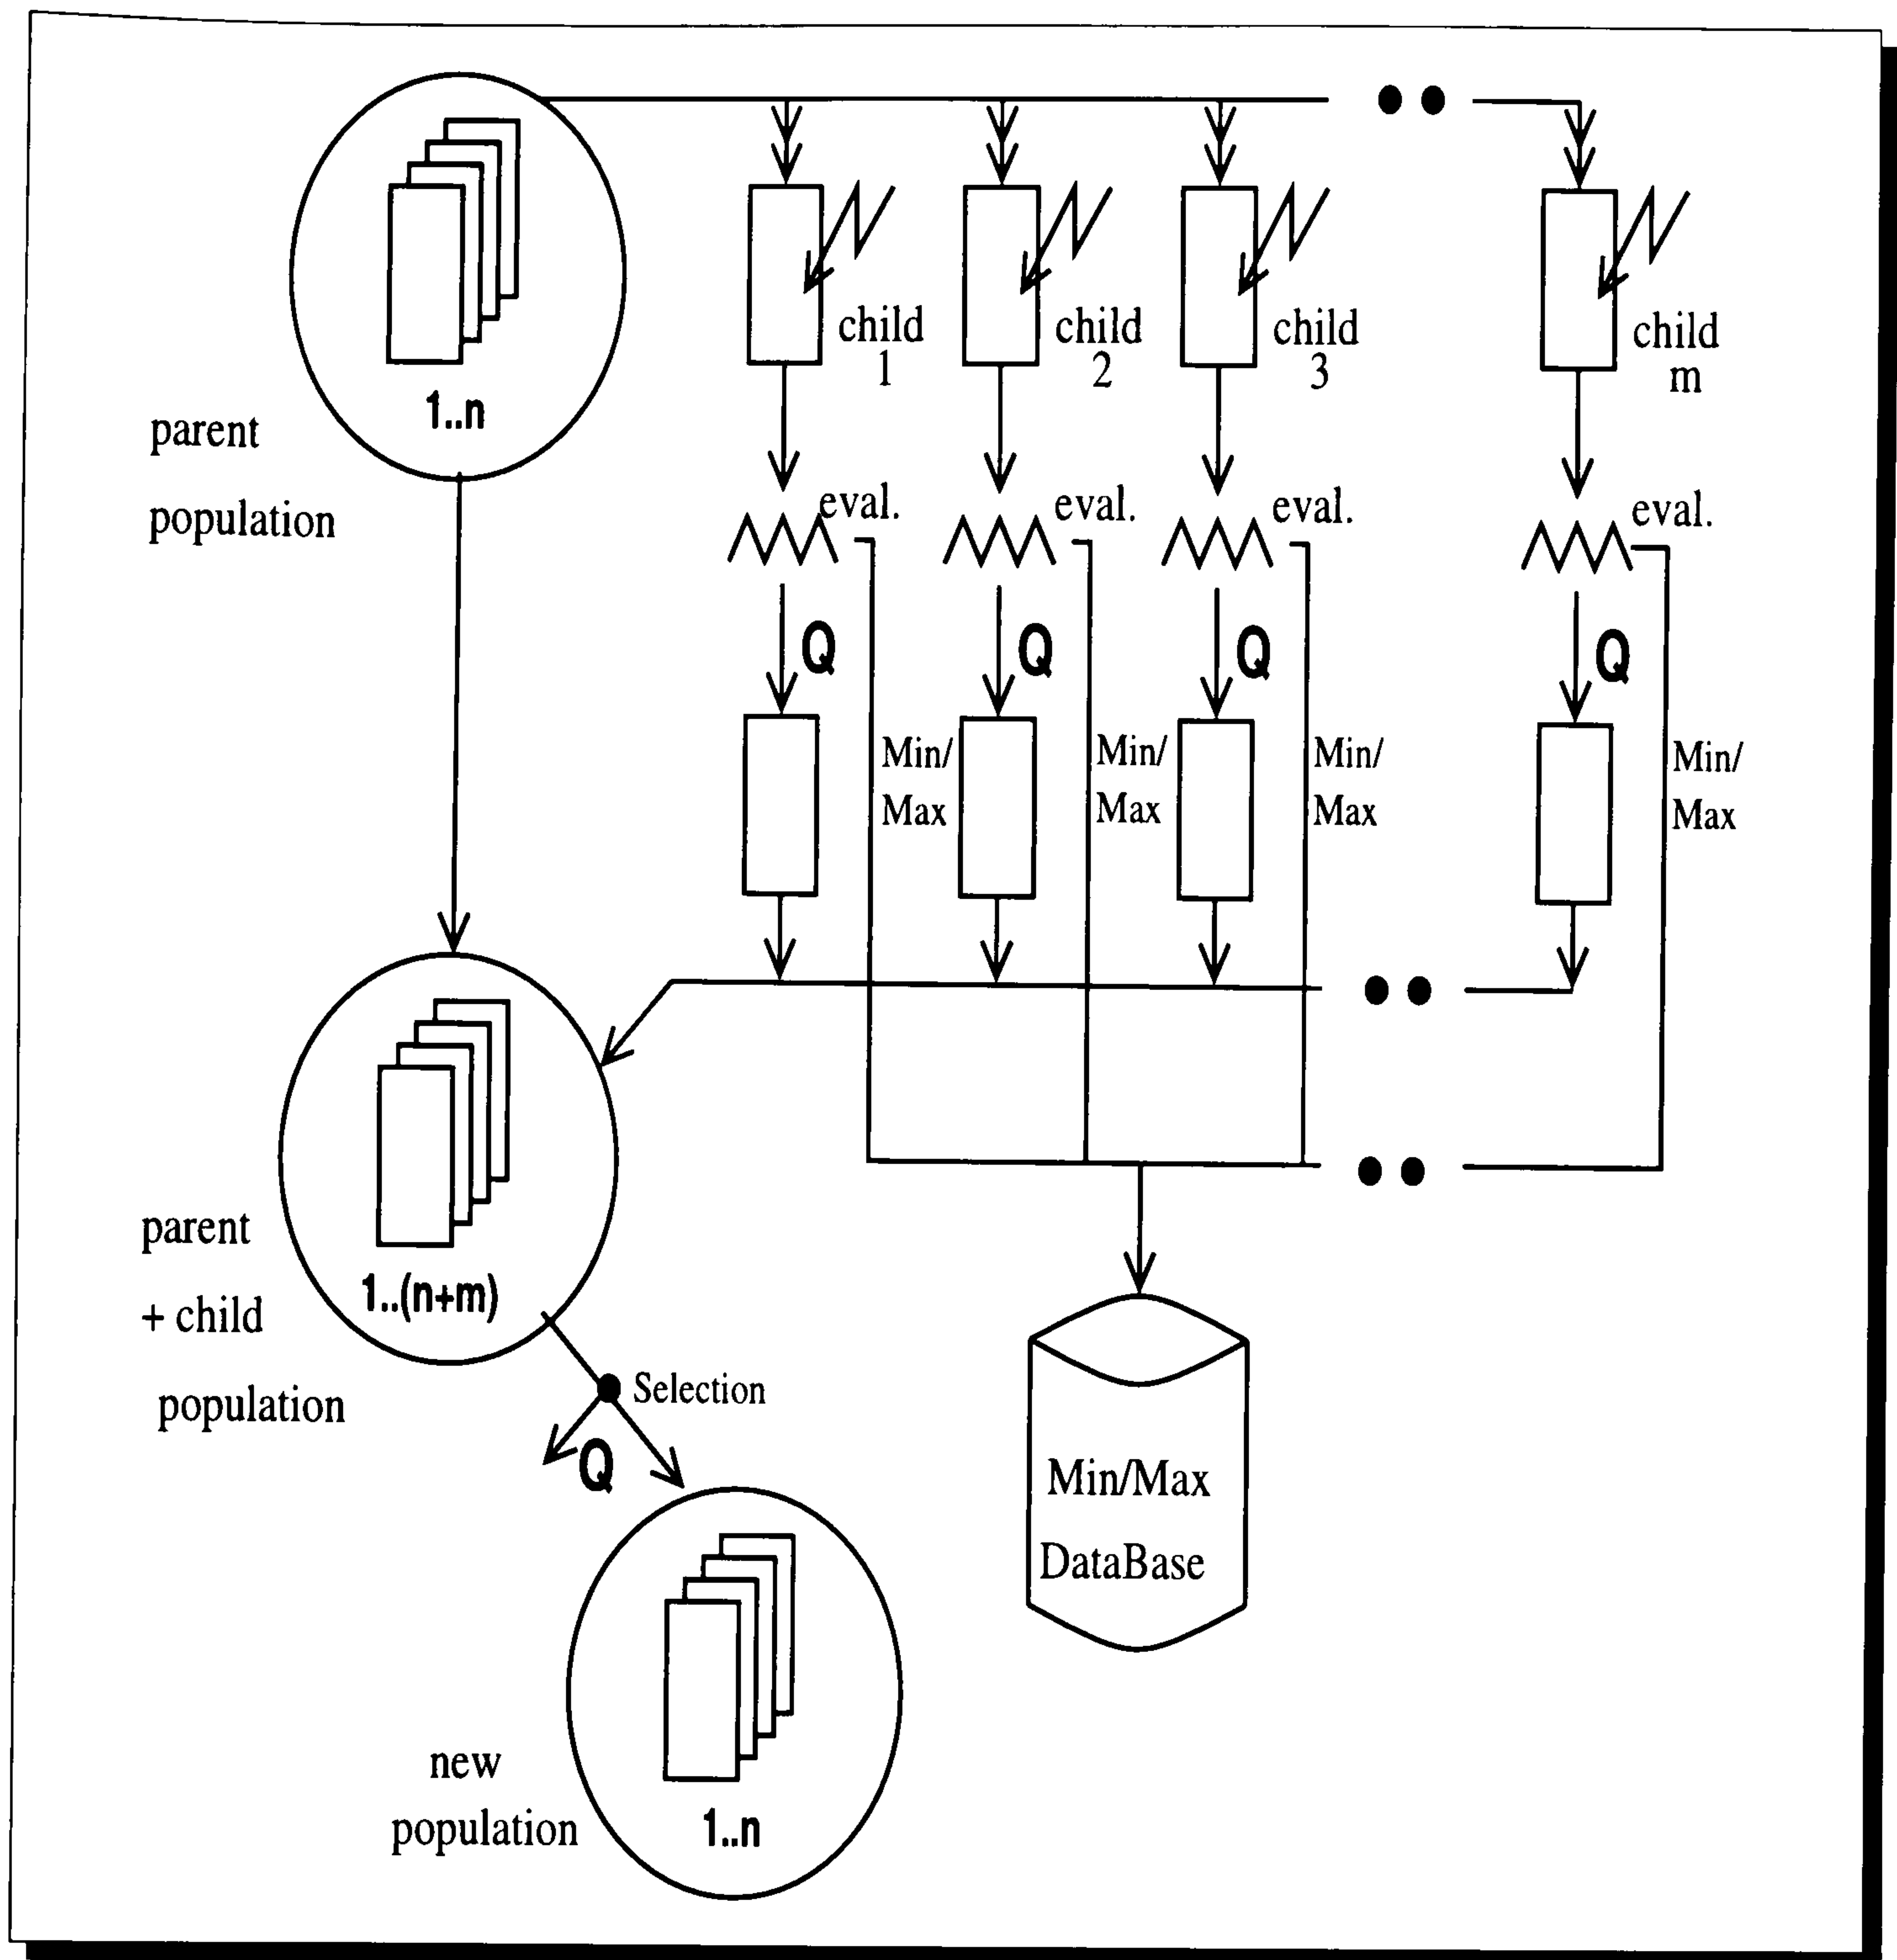 1..n
parent
population
child
1
child
2
child
3
child
m
eval.
eval.
eval.
eval.
Q
Q
Q
Q
Min/
Max
Min/
Max
Min/
Max
Min/
Max
1..(n+m)
parent
+ child
population
Selection
Q
Min/Max
DataBase
new
population
1..n